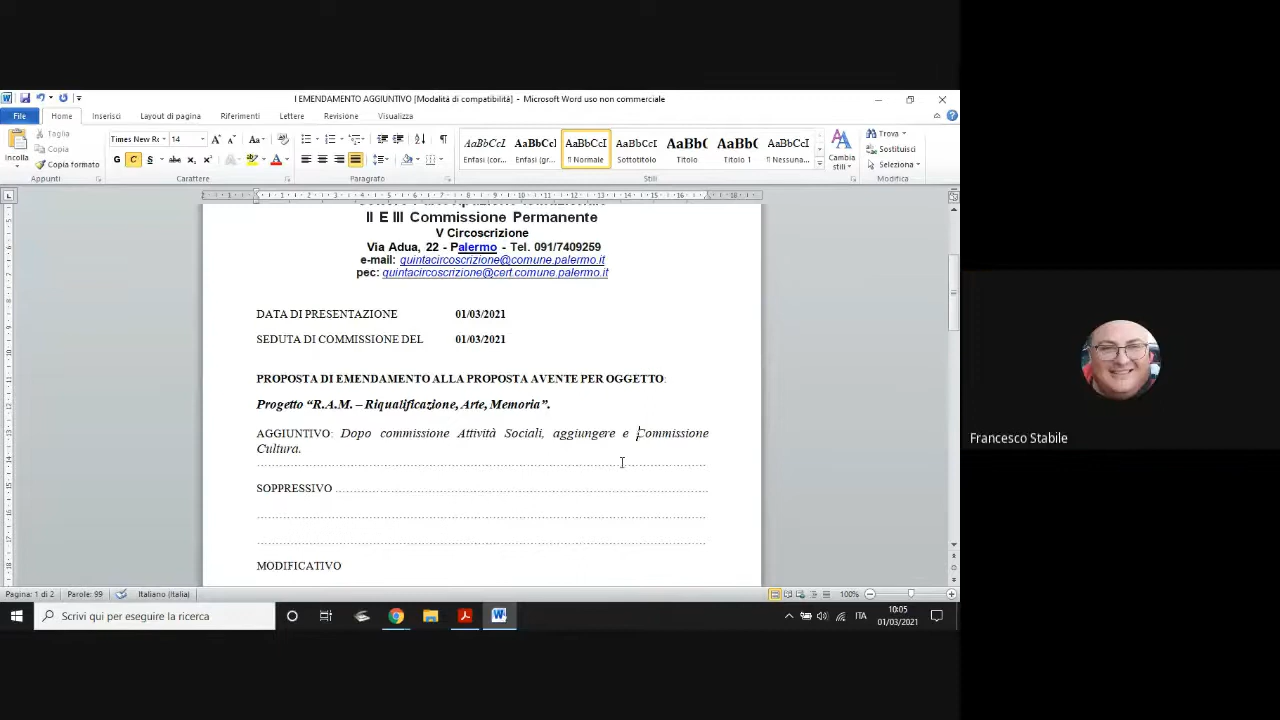 I EMENDAMENTO AGGIUNTIVO [Modalità di compatibilità] - Microsoft Word uso non commerciale
File Home Inserisci Layout di pagina Riferimenti Lettere Revisione Visualizza
Incolla
Taglia
Copia
Copia formato
Appunti
Times New Ro 14
G C S abc x₂ x²
Carattere
Paragrafo
AaBbCcI AaBbCcI AaBbCcI AaBbCcI AaBb( AaBb( AaBbCcI
Enfasi (cor... Enfasi (gr... ¶ Normale Sottotitolo Titolo Titolo 1 ¶ Nessuna...
Cambia stili
Stili
Trova
Sostituisci
Seleziona
Modifica
II E III Commissione Permanente
V Circoscrizione
Via Adua, 22 - Palermo - Tel. 091/7409259
e-mail: quintacircoscrizione@comune.palermo.it
pec: quintacircoscrizione@cert.comune.palermo.it
DATA DI PRESENTAZIONE 01/03/2021
SEDUTA DI COMMISSIONE DEL 01/03/2021
PROPOSTA DI EMENDAMENTO ALLA PROPOSTA AVENTE PER OGGETTO:
Progetto “R.A.M. – Riqualificazione, Arte, Memoria”.
AGGIUNTIVO: Dopo commissione Attività Sociali, aggiungere e Commissione
Cultura.
SOPPRESSIVO
MODIFICATIVO
Pagina: 1 di 2 Parole: 99 Italiano (Italia) 100%
Scrivi qui per eseguire la ricerca
ITA
10:05
01/03/2021
Francesco Stabile